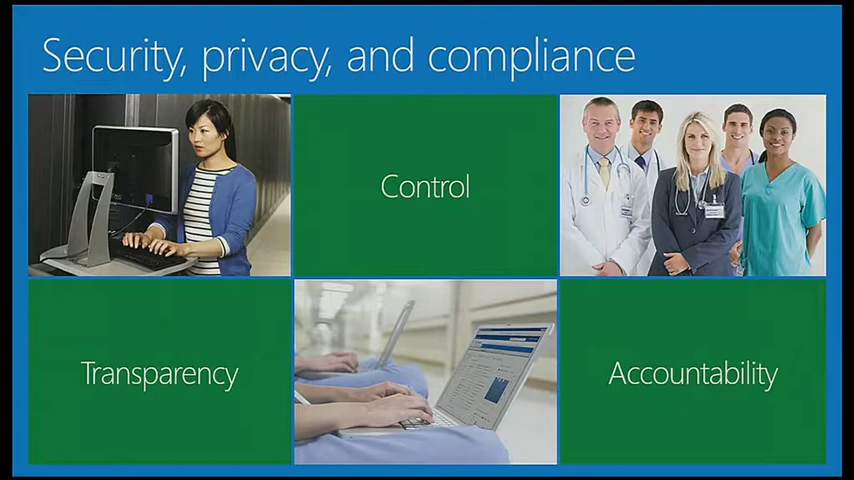 Security, privacy, and compliance
Control
Transparency
Accountability